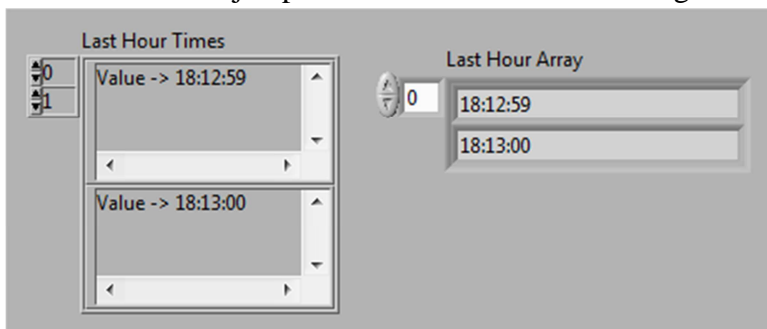 Last Hour Times
0
1
Value -> 18:12:59
Value -> 18:13:00
Last Hour Array
0
18:12:59
18:13:00